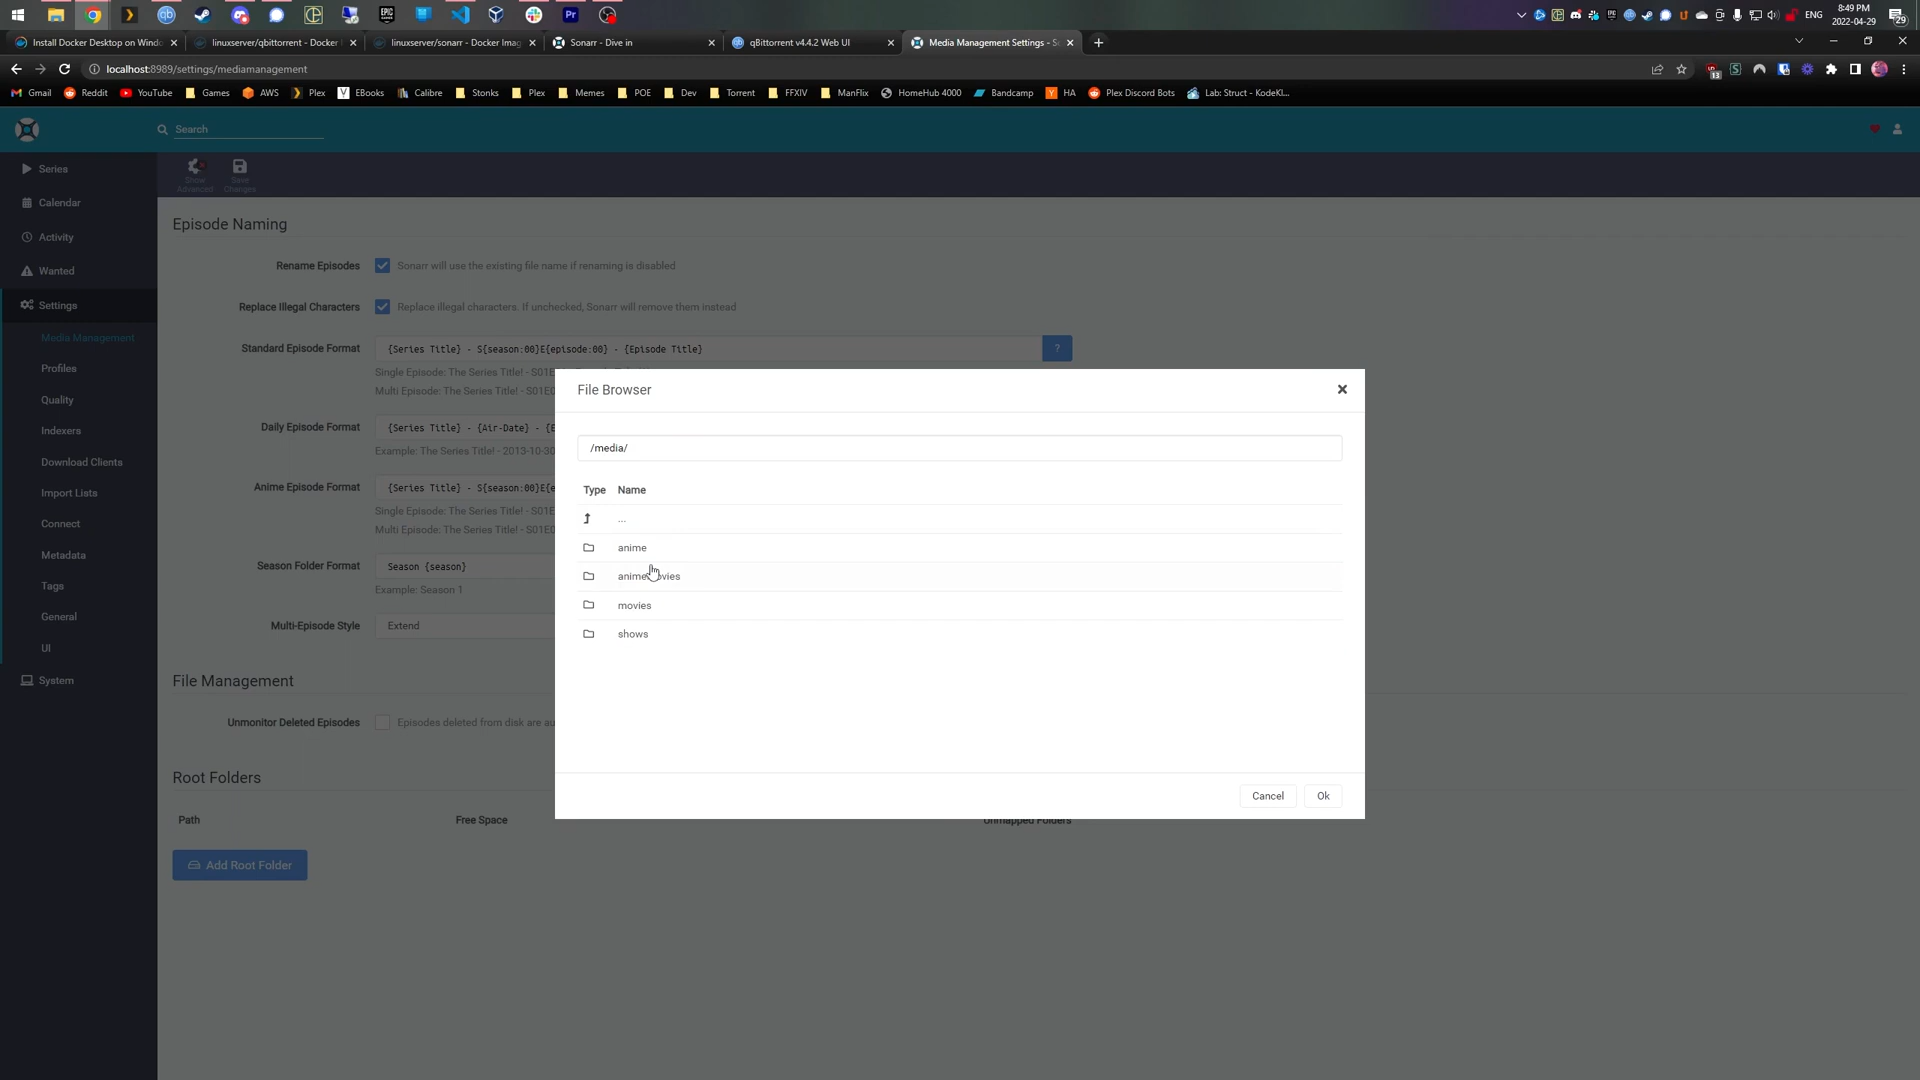 ENG
8:49 PM
2022-04-29
29
Install Docker Desktop on Windo
linuxserver/qbittorrent - Docker I
linuxserver/sonarr - Docker Imag
Sonarr - Dive in
qBittorrent v4.4.2 Web UI
Media Management Settings - S
localhost:8989/settings/mediamanagement
13
Gmail Reddit YouTube Games AWS Plex EBooks Calibre Stonks Plex Memes POE Dev Torrent FFXIV ManFlix HomeHub 4000 Bandcamp HA Plex Discord Bots Lab: Struct - KodeKl...
Search
Series
Calendar
Activity
Wanted
Settings
Media Management
Profiles
Quality
Indexers
Download Clients
Import Lists
Connect
Metadata
Tags
General
UI
System
Show Advanced
Save Changes
Episode Naming
Rename Episodes
Sonarr will use the existing file name if renaming is disabled
Replace Illegal Characters
Replace illegal characters. If unchecked, Sonarr will remove them instead
Standard Episode Format
{Series Title} - S{season:00}E{episode:00} - {Episode Title}
?
Single Episode: The Series Title! - S01E
Multi Episode: The Series Title! - S01E0
Daily Episode Format
{Series Title} - {Air-Date} - {E
Example: The Series Title! - 2013-10-30
Anime Episode Format
{Series Title} - S{season:00}E{e
Single Episode: The Series Title! - S01E0
Multi Episode: The Series Title! - S01E0
Season Folder Format
Season {season}
Example: Season 1
Multi-Episode Style
Extend
File Management
Unmonitor Deleted Episodes
Episodes deleted from disk are au
Root Folders
Path
Free Space
Unmapped Folders
Add Root Folder
File Browser
/media/
Type Name
...
anime
movies
shows
Cancel
Ok